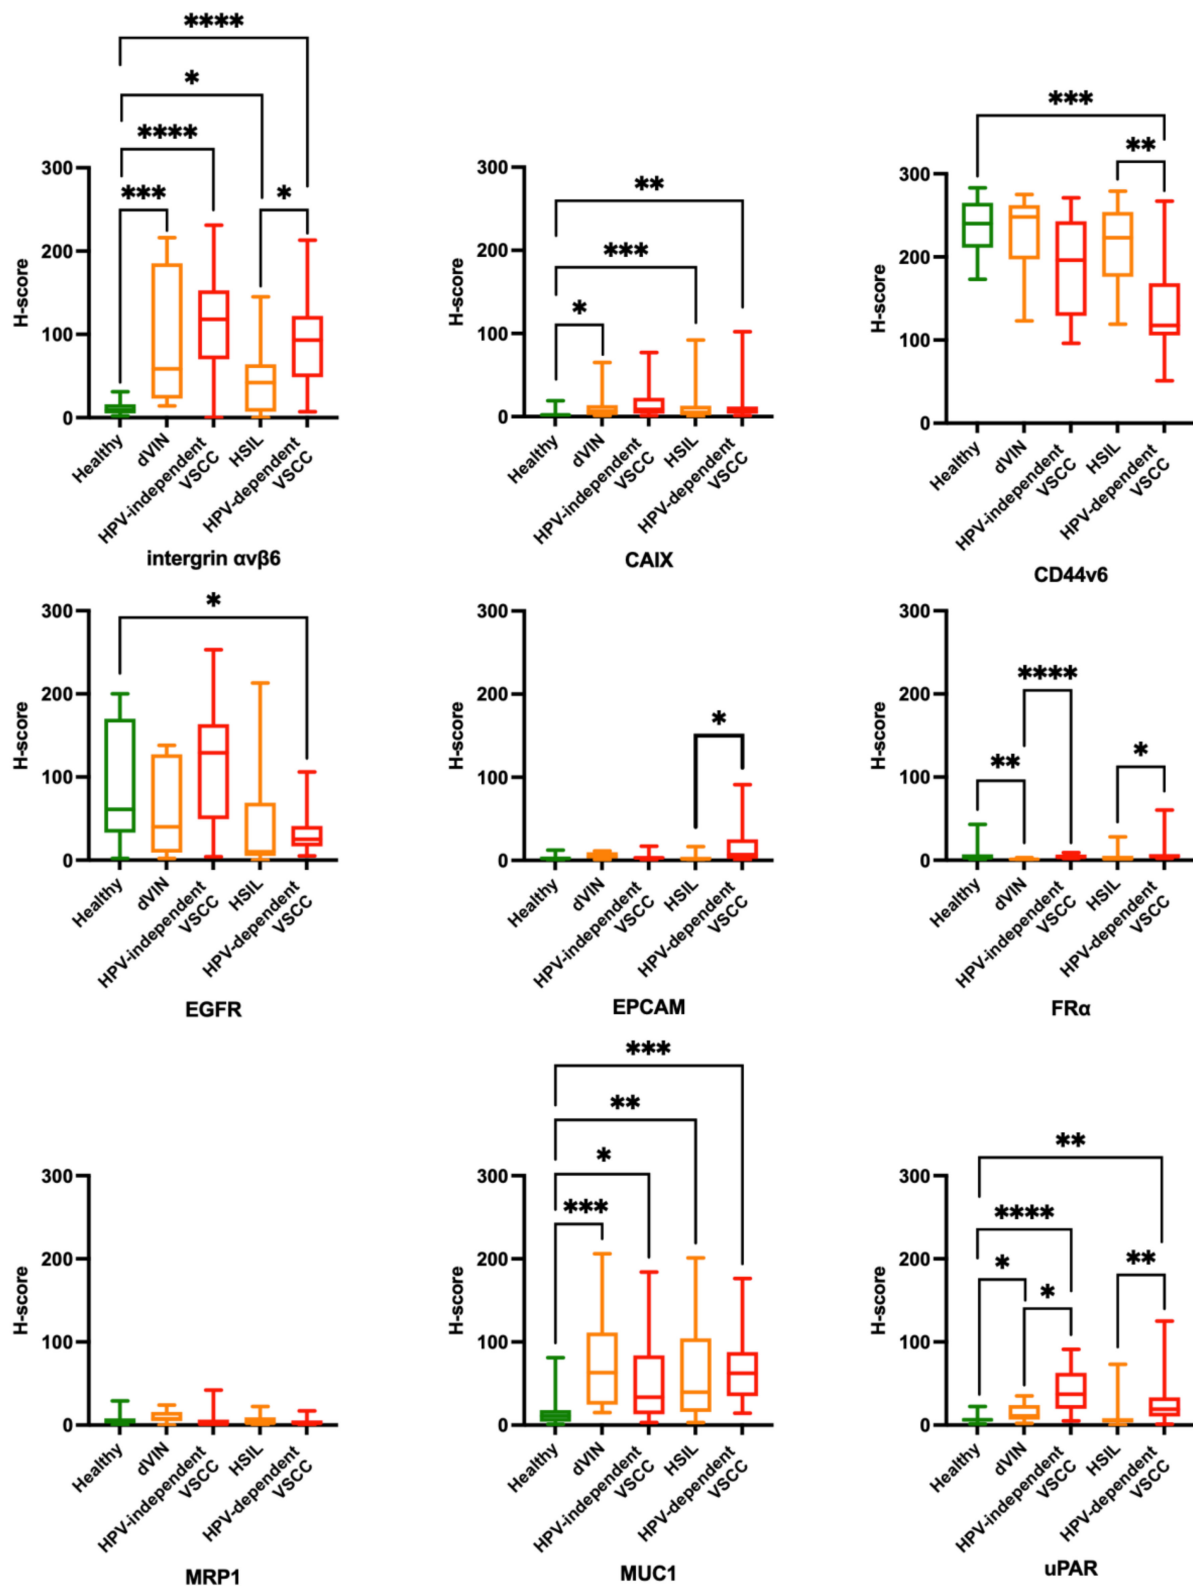 ****
*
****
***
*
300
200
100
0
H-score
Healthy
dVIN
HPV-independent
VSCC
HSIL
HPV-dependent
VSCC
intergrin αvβ6
**
***
*
300
200
100
0
H-score
Healthy
dVIN
HPV-independent
VSCC
HSIL
HPV-dependent
VSCC
CAIX
***
**
300
200
100
0
H-score
Healthy
dVIN
HPV-independent
VSCC
HSIL
HPV-dependent
VSCC
CD44v6
*
300
200
100
0
H-score
Healthy
dVIN
HPV-independent
VSCC
HSIL
HPV-dependent
VSCC
EGFR
*
300
200
100
0
H-score
Healthy
dVIN
HPV-independent
VSCC
HSIL
HPV-dependent
VSCC
EPCAM
****
**
*
300
200
100
0
H-score
Healthy
dVIN
HPV-independent
VSCC
HSIL
HPV-dependent
VSCC
FRα
300
200
100
0
H-score
Healthy
dVIN
HPV-independent
VSCC
HSIL
HPV-dependent
VSCC
MRP1
***
**
*
***
300
200
100
0
H-score
Healthy
dVIN
HPV-independent
VSCC
HSIL
HPV-dependent
VSCC
MUC1
**
****
*
*
**
300
200
100
0
H-score
Healthy
dVIN
HPV-independent
VSCC
HSIL
HPV-dependent
VSCC
uPAR